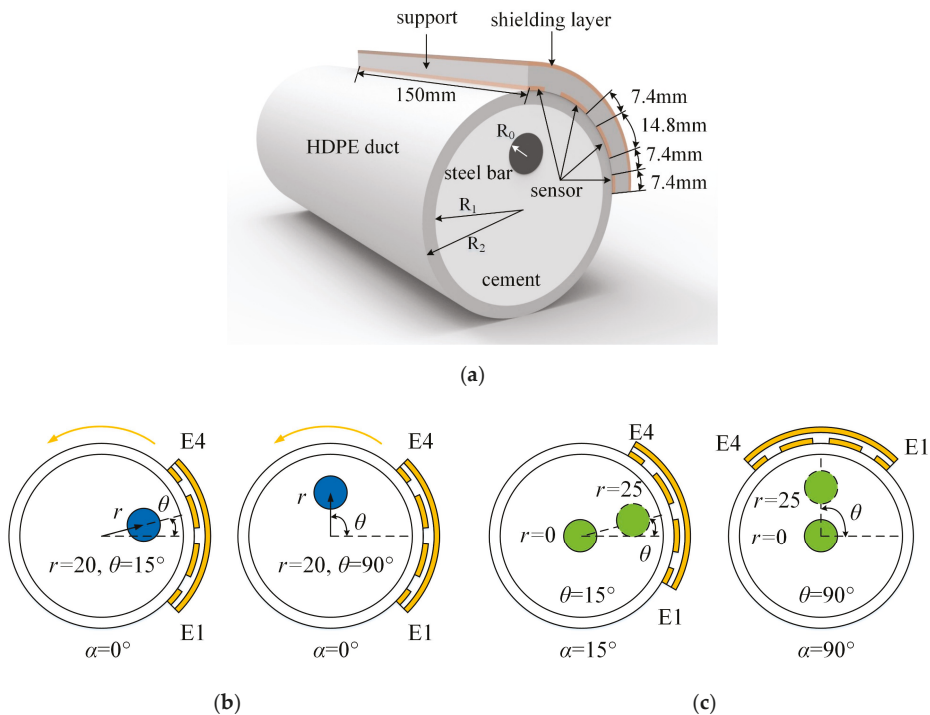 support
shielding layer
150mm
7.4mm
14.8mm
7.4mm
7.4mm
HDPE duct
R0
steel bar
sensor
R1
R2
cement
(a)
E4
r
θ
r=20, θ=15°
E1
α=0°
E4
r
θ
r=20, θ=90°
E1
α=0°
(b)
E4
r=25
r=0
θ
θ=15°
E1
α=15°
E4
E1
r=25
θ
r=0
θ=90°
α=90°
(c)